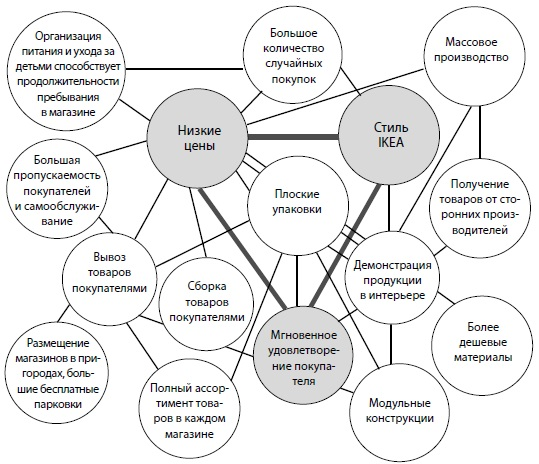 Организация
питания и ухода за
детьми способствует
продолжительности
пребывания
в магазине
Большое
количество
случайных
покупок
Массовое
производство
Низкие
цены
Стиль
IKEA
Большая
пропускаемость
покупателей
и самообслужи-
вание
Плоские
упаковки
Получение
товаров от сто-
ронних произ-
водителей
Вывоз
товаров
покупателями
Сборка
товаров
покупателями
Демонстрация
продукции
в интерьере
Мгновенное
удовлетворе-
ние покупа-
теля
Более
дешевые
материалы
Размещение
магазинов в при-
городах, боль-
шие бесплатные
парковки
Полный ассор-
тимент това-
ров в каждом
магазине
Модульные
конструкции